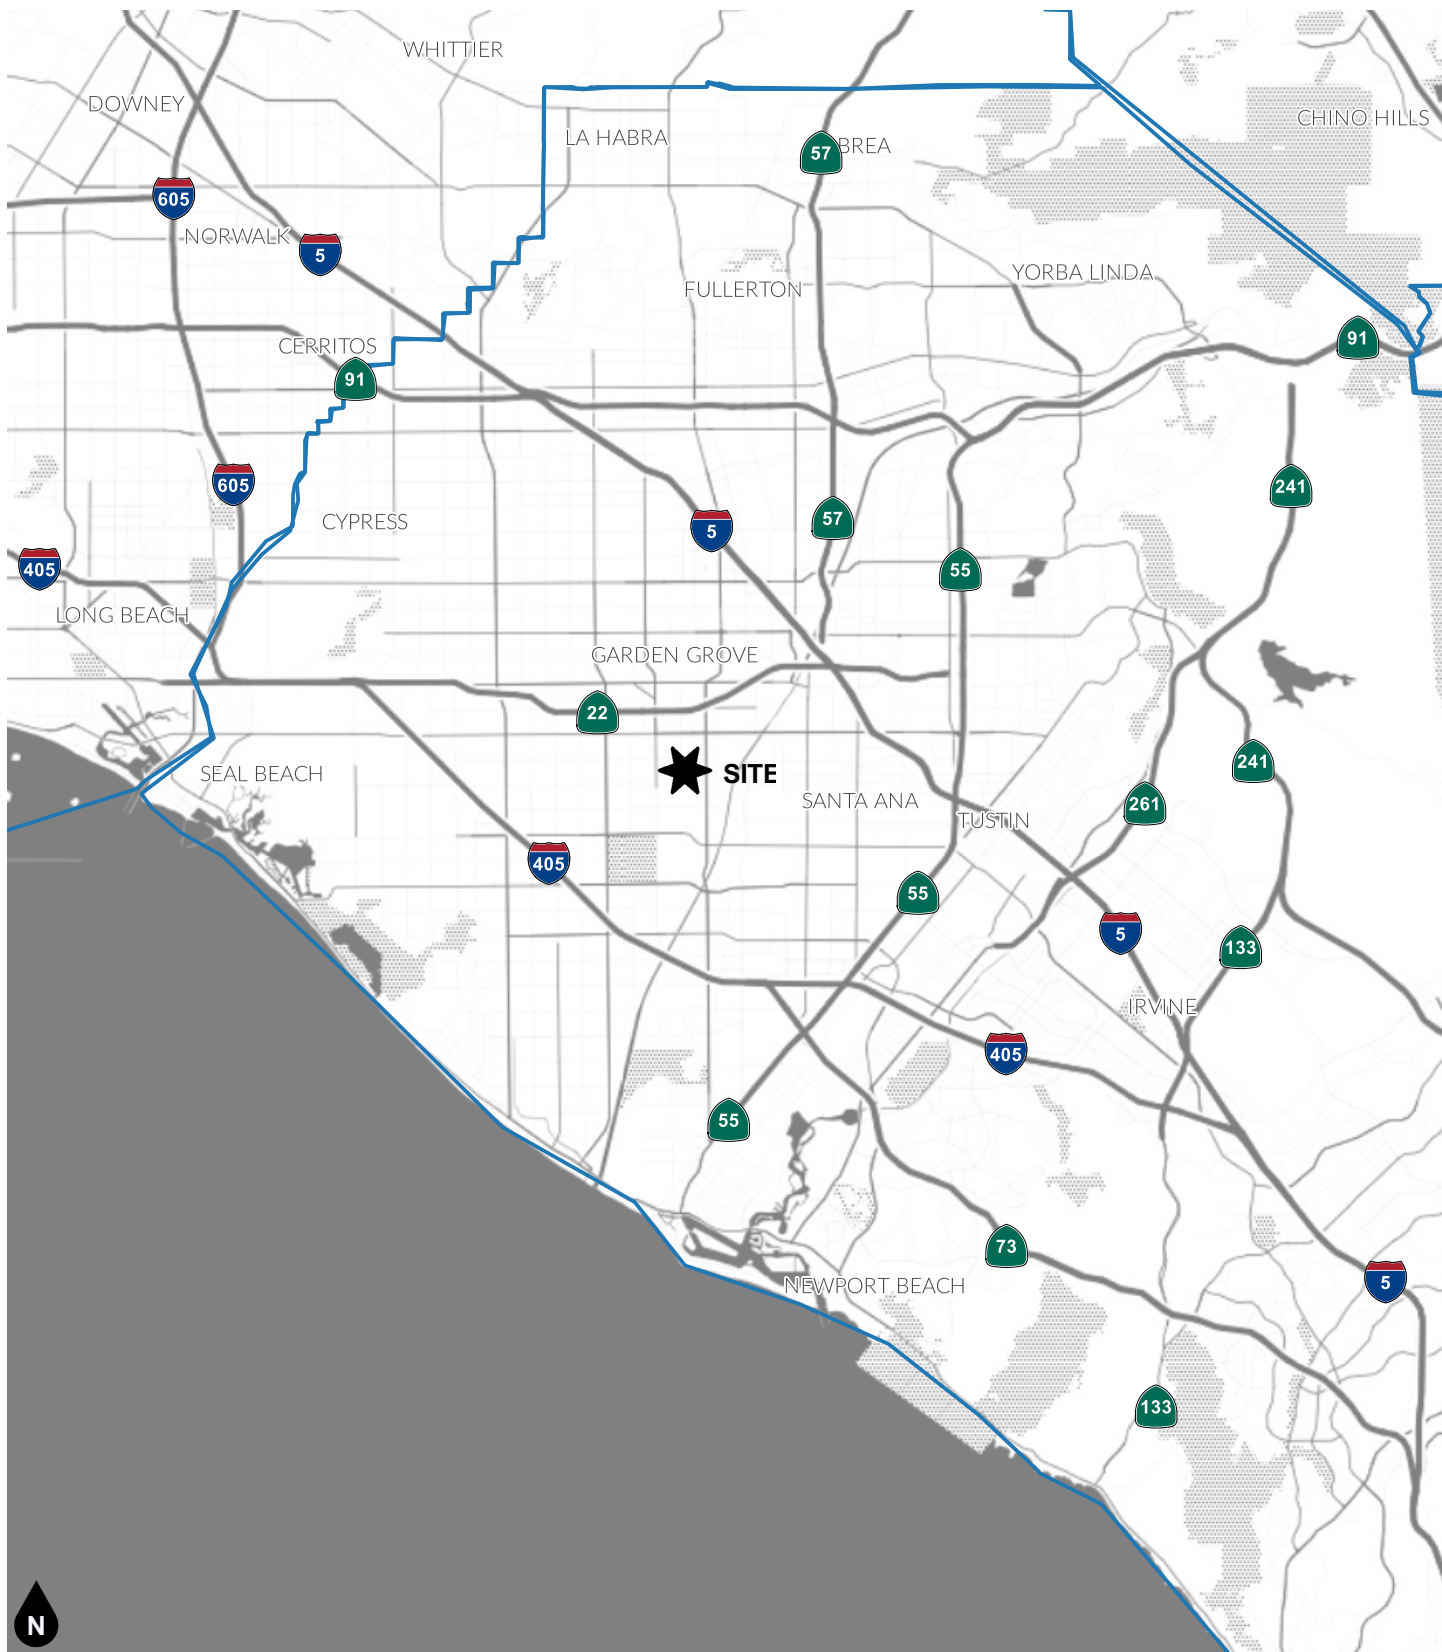 WHITTIER
DOWNEY
CHINO HILLS
LA HABRA
57
BREA
605
NORWALK
5
YORBA LINDA
FULLERTON
91
CERRITOS
91
605
241
CYPRESS
57
5
405
55
LONG BEACH
GARDEN GROVE
22
241
SEAL BEACH
SITE
SANTA ANA
261
TUSTIN
405
55
5
133
IRVINE
405
55
73
5
NEWPORT BEACH
133
N